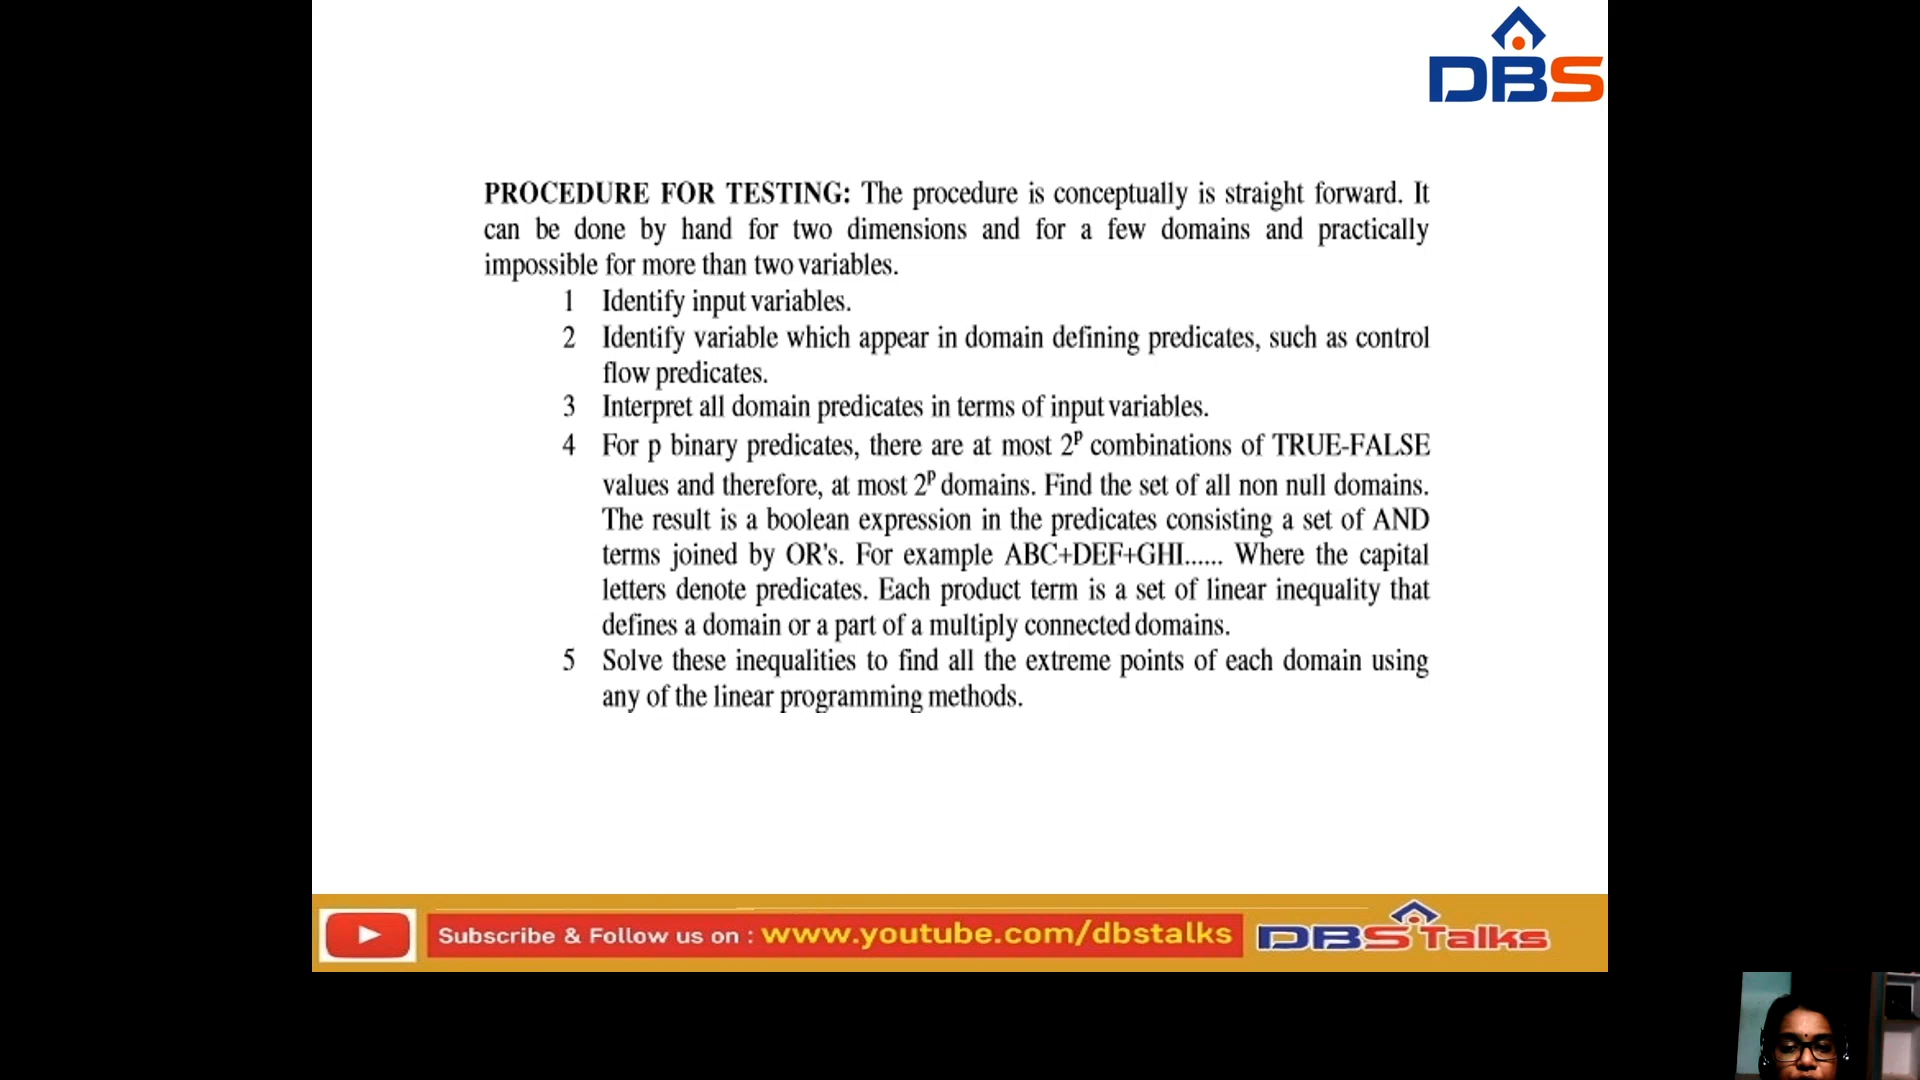 DBS
PROCEDURE FOR TESTING: The procedure is conceptually is straight forward. It
can be done by hand for two dimensions and for a few domains and practically
impossible for more than two variables.
1 Identify input variables.
2 Identify variable which appear in domain defining predicates, such as control
flow predicates.
3 Interpret all domain predicates in terms of input variables.
4 For p binary predicates, there are at most 2ᵖ combinations of TRUE-FALSE
values and therefore, at most 2ᵖ domains. Find the set of all non null domains.
The result is a boolean expression in the predicates consisting a set of AND
terms joined by OR's. For example ABC+DEF+GHI...... Where the capital
letters denote predicates. Each product term is a set of linear inequality that
defines a domain or a part of a multiply connected domains.
5 Solve these inequalities to find all the extreme points of each domain using
any of the linear programming methods.
Subscribe & Follow us on : www.youtube.com/dbstalks DBS Talks